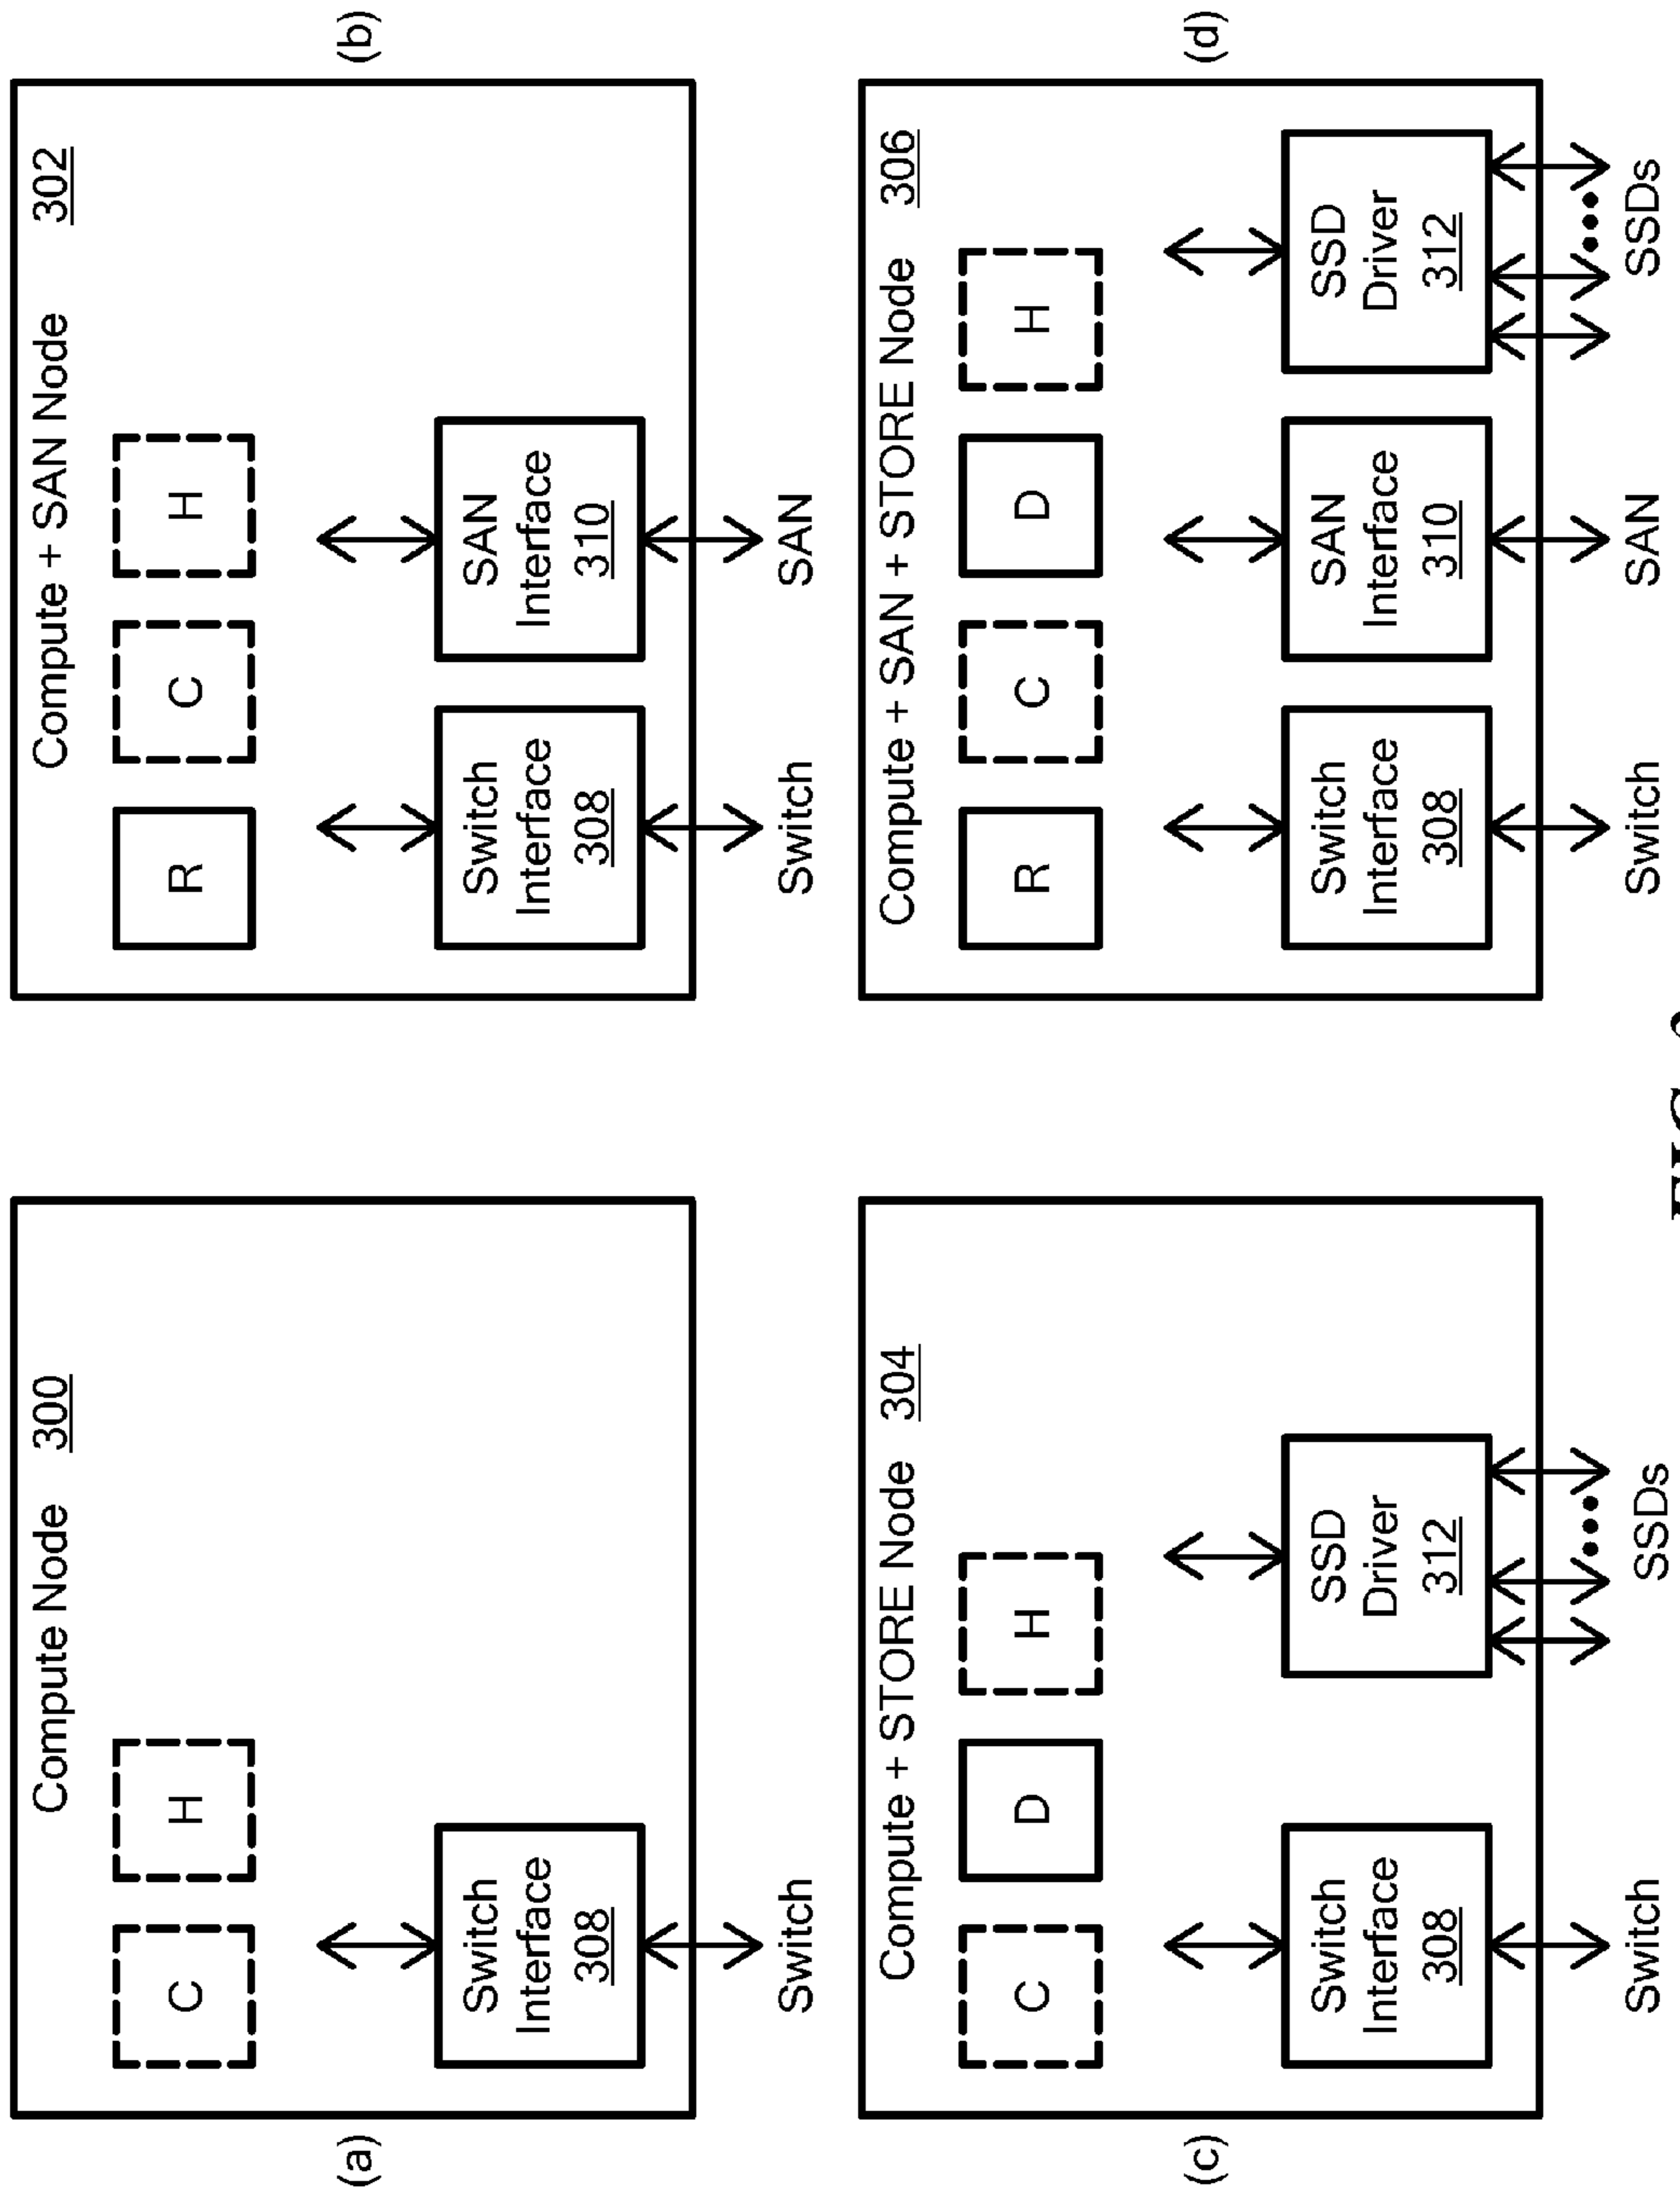 (a)
Compute Node 300
C
H
Switch
Interface
308
Switch
(b)
Compute + SAN Node 302
R
C
H
Switch
Interface
308
SAN
Interface
310
Switch
SAN
(c)
Compute + STORE Node 304
C
D
H
Switch
Interface
308
SSD
Driver
312
Switch
SSDs
(d)
Compute + SAN + STORE Node 306
R
C
D
H
Switch
Interface
308
SAN
Interface
310
SSD
Driver
312
Switch
SAN
SSDs